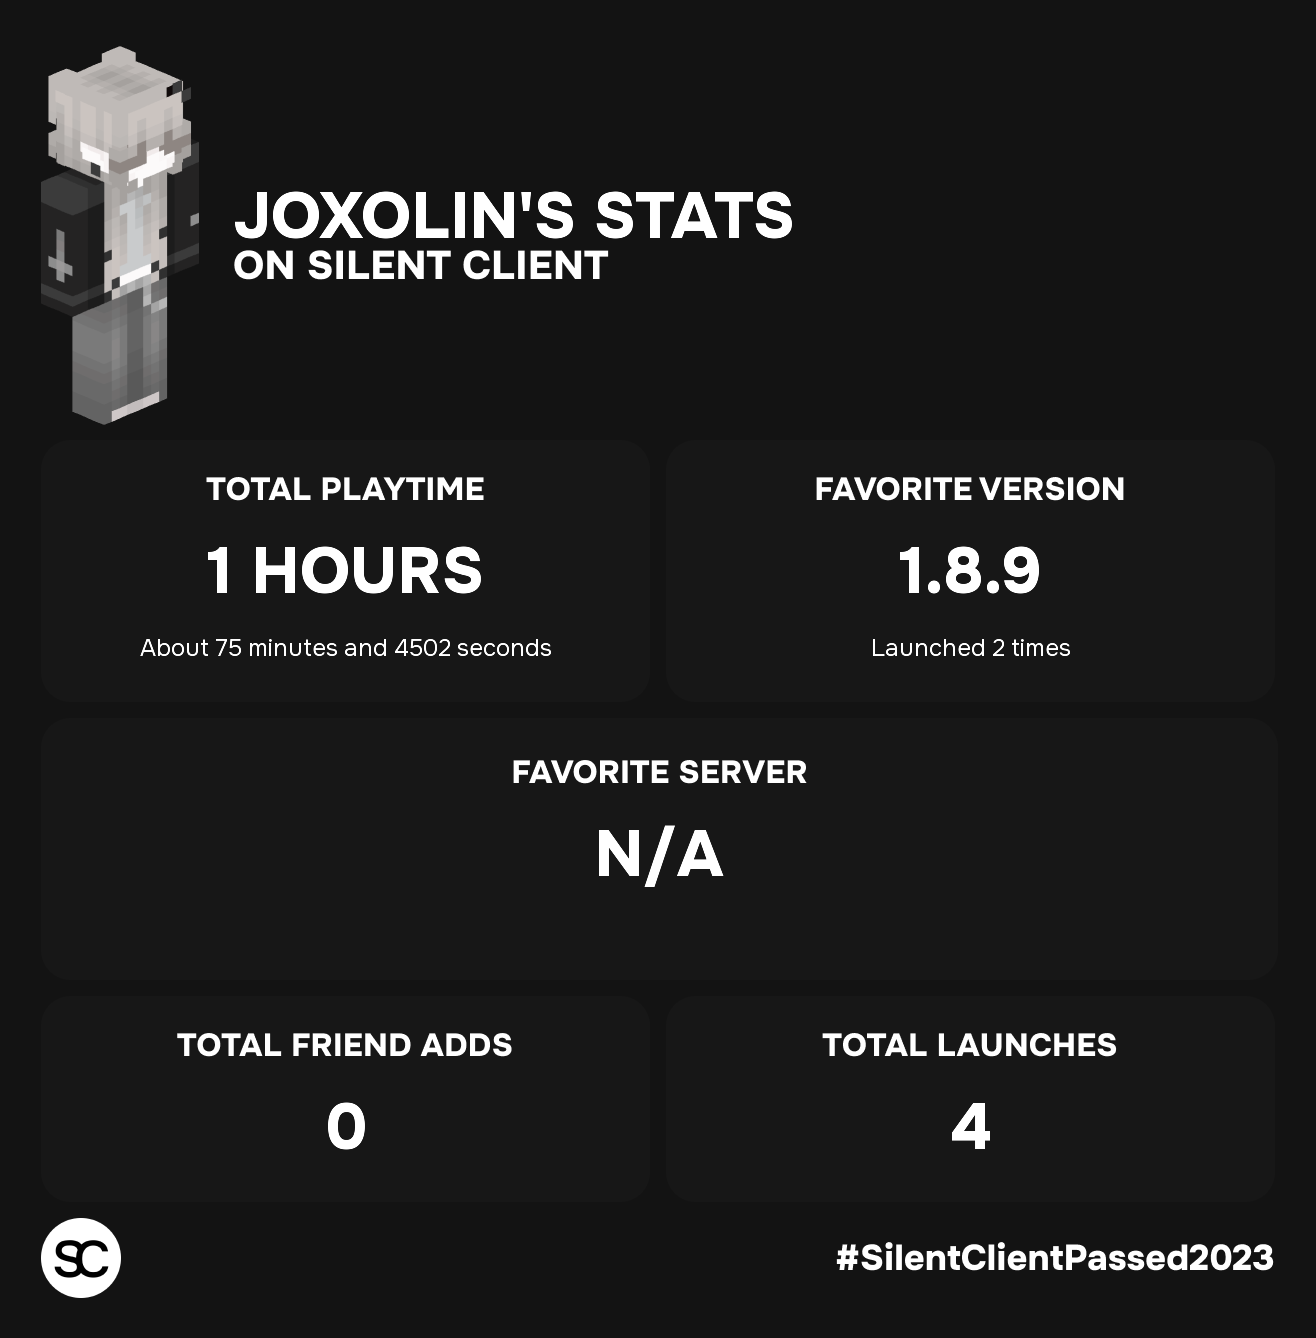 JOXOLIN'S STATS
ON SILENT CLIENT
TOTAL PLAYTIME
1 HOURS
About 75 minutes and 4502 seconds
FAVORITE VERSION
1.8.9
Launched 2 times
FAVORITE SERVER
N/A
TOTAL FRIEND ADDS
0
TOTAL LAUNCHES
4
SC
#SilentClientPassed2023